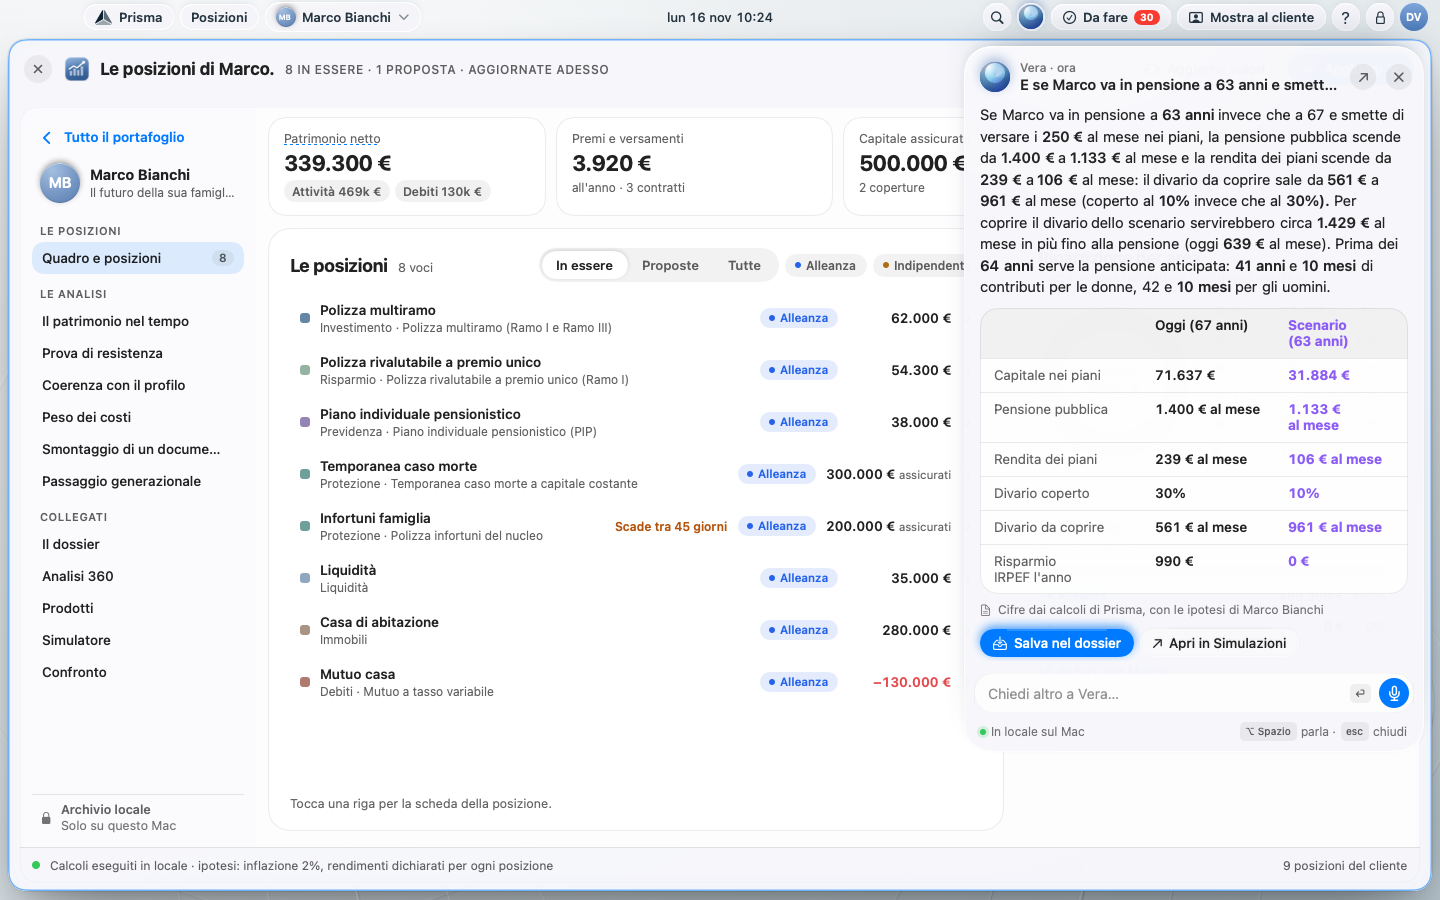 Prisma
Posizioni
MB Marco Bianchi
lun 16 nov 10:24
Da fare 30
Mostra al cliente
?
DV
Le posizioni di Marco. 8 IN ESSERE · 1 PROPOSTA · AGGIORNATE ADESSO
Tutto il portafoglio
MB
Marco Bianchi
Il futuro della sua famigl...
LE POSIZIONI
Quadro e posizioni 8
LE ANALISI
Il patrimonio nel tempo
Prova di resistenza
Coerenza con il profilo
Peso dei costi
Smontaggio di un docume...
Passaggio generazionale
COLLEGATI
Il dossier
Analisi 360
Prodotti
Simulatore
Confronto
Archivio locale
Solo su questo Mac
Patrimonio netto
339.300 €
Attività 469k € Debiti 130k €
Premi e versamenti
3.920 €
all'anno · 3 contratti
Capitale assicurat
500.000 €
2 coperture
Le posizioni 8 voci
In essere Proposte Tutte
Alleanza
Indipendent
Polizza multiramo
Investimento · Polizza multiramo (Ramo I e Ramo III)
Alleanza 62.000 €
Polizza rivalutabile a premio unico
Risparmio · Polizza rivalutabile a premio unico (Ramo I)
Alleanza 54.300 €
Piano individuale pensionistico
Previdenza · Piano individuale pensionistico (PIP)
Alleanza 38.000 €
Temporanea caso morte
Protezione · Temporanea caso morte a capitale costante
Alleanza 300.000 € assicurati
Infortuni famiglia
Protezione · Polizza infortuni del nucleo
Scade tra 45 giorni Alleanza 200.000 € assicurati
Liquidità
Liquidità
Alleanza 35.000 €
Casa di abitazione
Immobili
Alleanza 280.000 €
Mutuo casa
Debiti · Mutuo a tasso variabile
Alleanza −130.000 €
Tocca una riga per la scheda della posizione.
Vera · ora
E se Marco va in pensione a 63 anni e smett...
Se Marco va in pensione a 63 anni invece che a 67 e smette di
versare i 250 € al mese nei piani, la pensione pubblica scende
da 1.400 € a 1.133 € al mese e la rendita dei piani scende da
239 € a 106 € al mese: il divario da coprire sale da 561 € a
961 € al mese (coperto al 10% invece che al 30%). Per
coprire il divario dello scenario servirebbero circa 1.429 € al
mese in più fino alla pensione (oggi 639 € al mese). Prima dei
64 anni serve la pensione anticipata: 41 anni e 10 mesi di
contributi per le donne, 42 e 10 mesi per gli uomini.
Oggi (67 anni)
Scenario
(63 anni)
Capitale nei piani 71.637 € 31.884 €
Pensione pubblica 1.400 € al mese 1.133 €
al mese
Rendita dei piani 239 € al mese 106 € al mese
Divario coperto 30% 10%
Divario da coprire 561 € al mese 961 € al mese
Risparmio 990 € 0 €
IRPEF l'anno
Cifre dai calcoli di Prisma, con le ipotesi di Marco Bianchi
Salva nel dossier
Apri in Simulazioni
Chiedi altro a Vera...
In locale sul Mac
⌥ Spazio parla · esc chiudi
Calcoli eseguiti in locale · ipotesi: inflazione 2%, rendimenti dichiarati per ogni posizione
9 posizioni del cliente